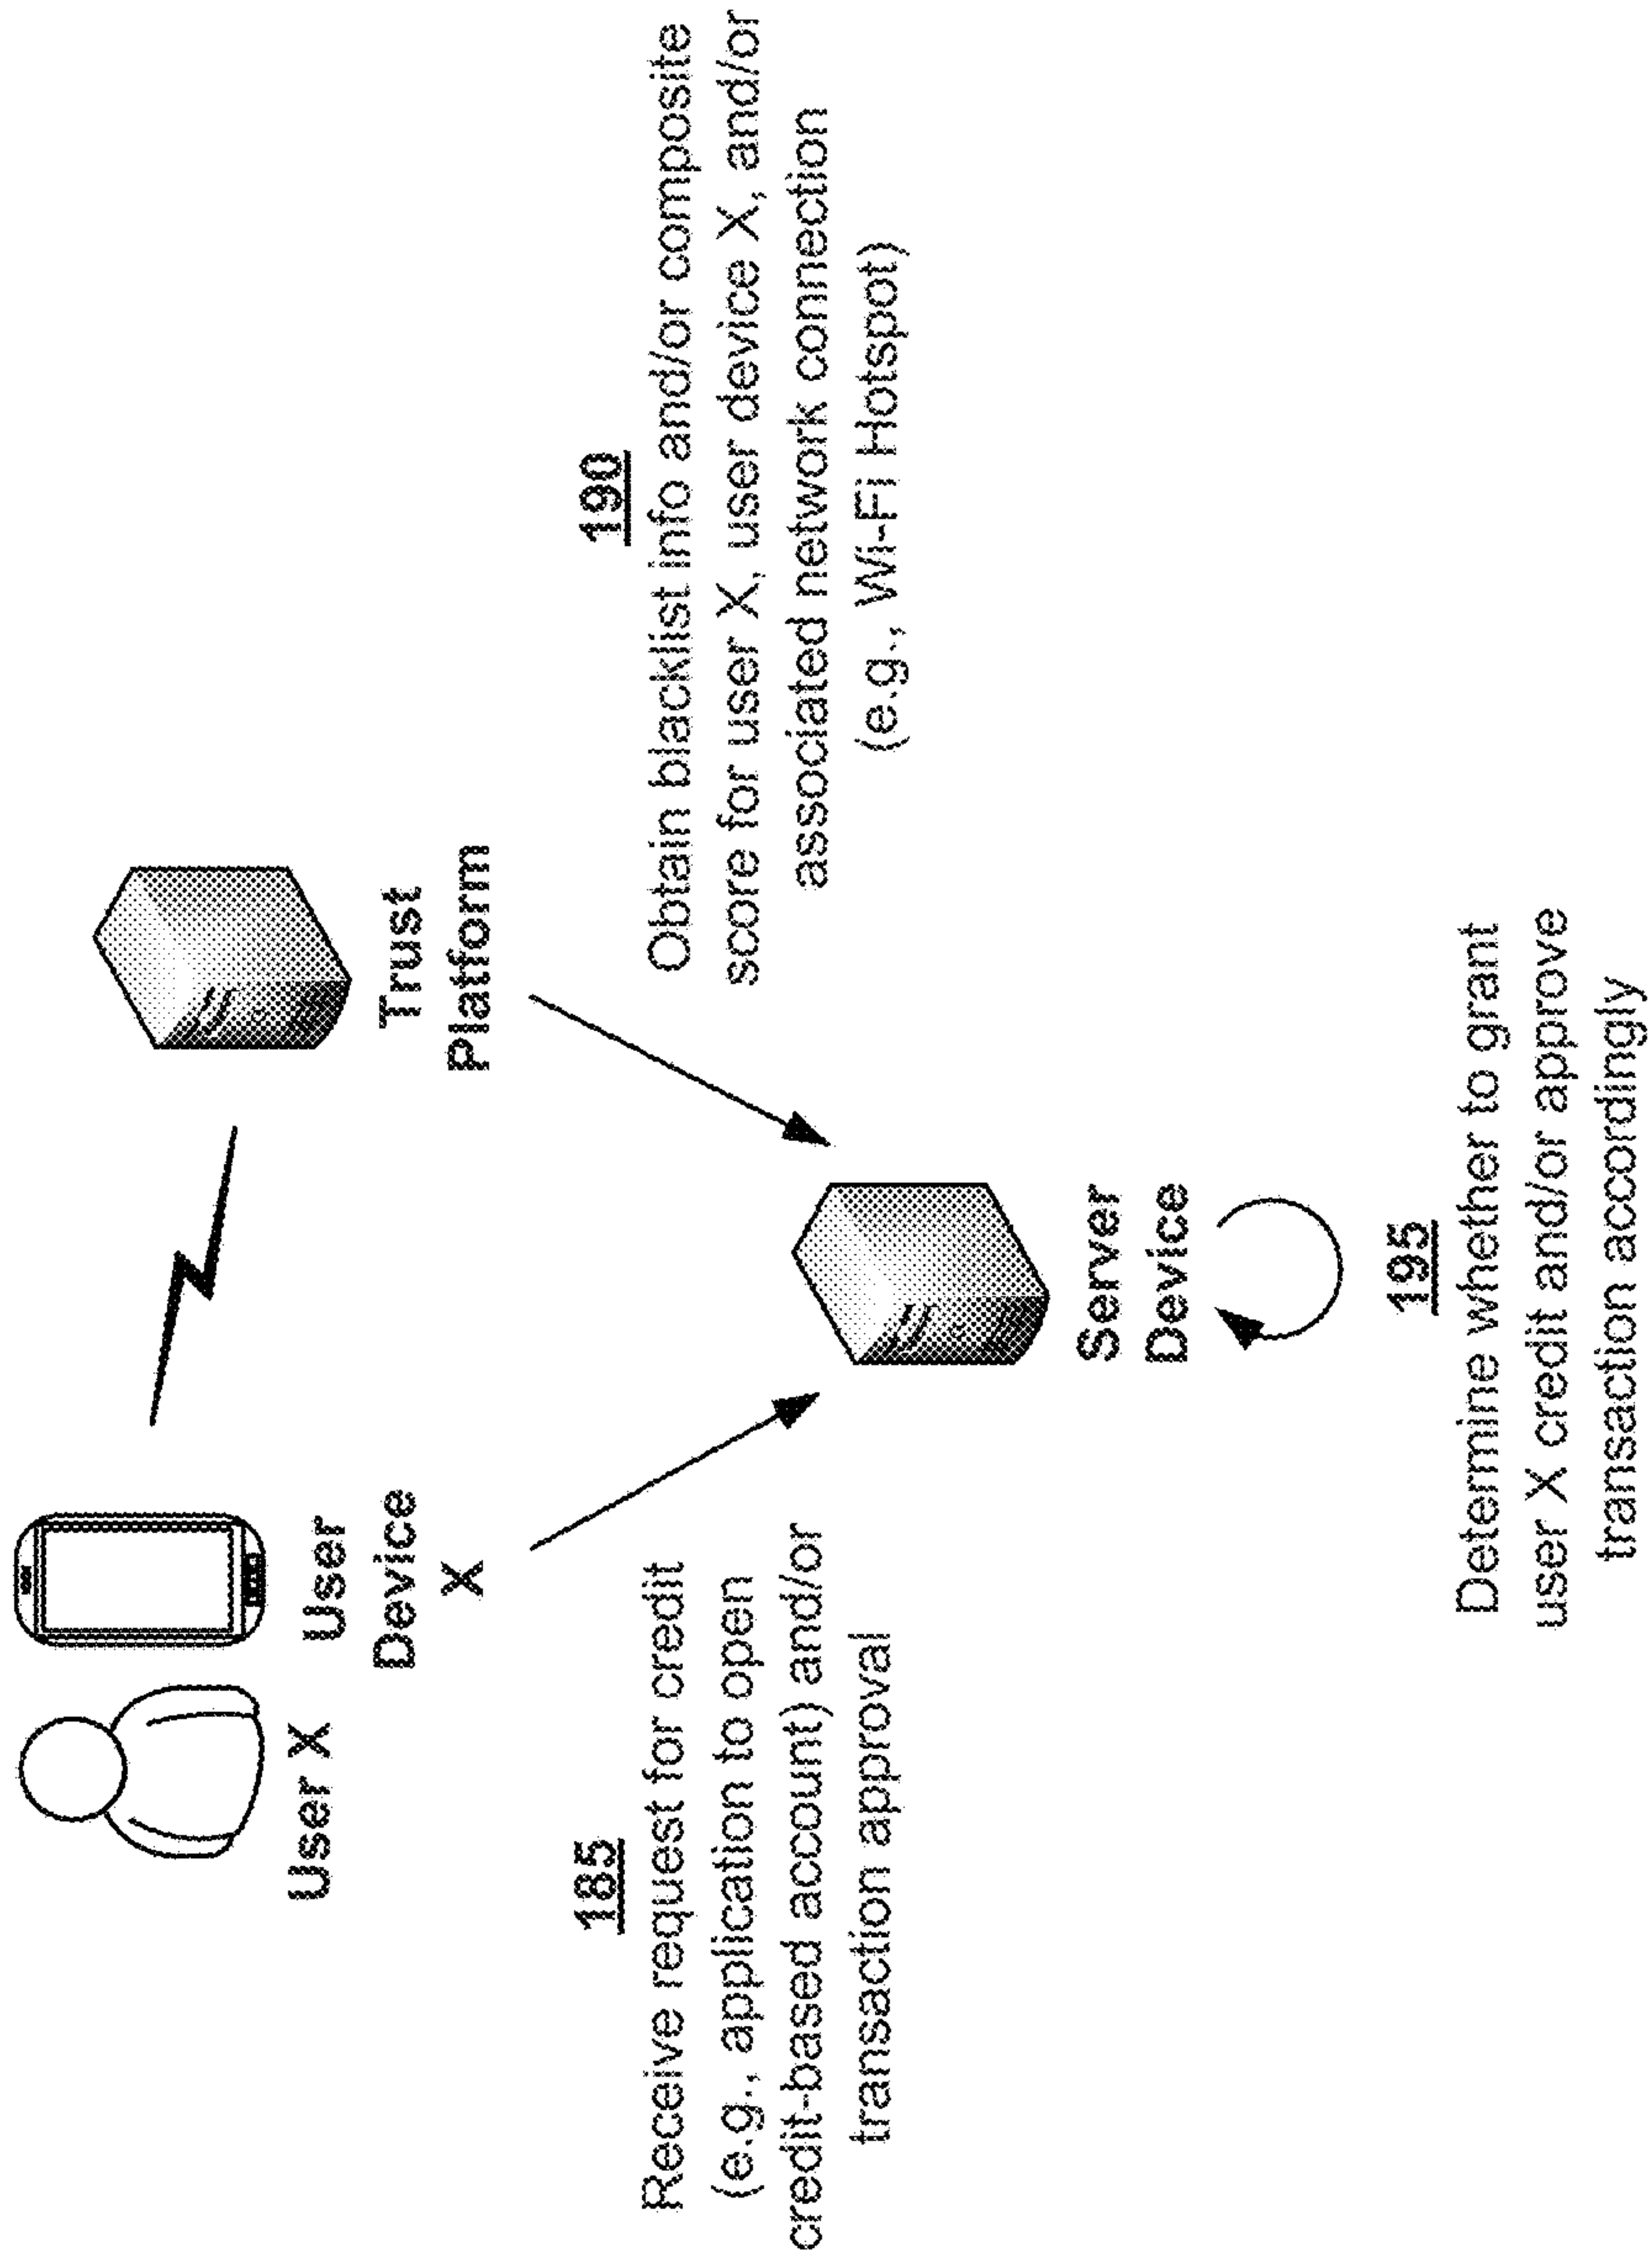 User X
User
Device
X
Trust
Platform
185
Receive request for credit
(e.g., application to open
credit-based account) and/or
transaction approval
190
Obtain blacklist info and/or composite
score for user X, user device X, and/or
associated network connection
(e.g., Wi-Fi Hotspot)
Server
Device
195
Determine whether to grant
user X credit and/or approve
transaction accordingly